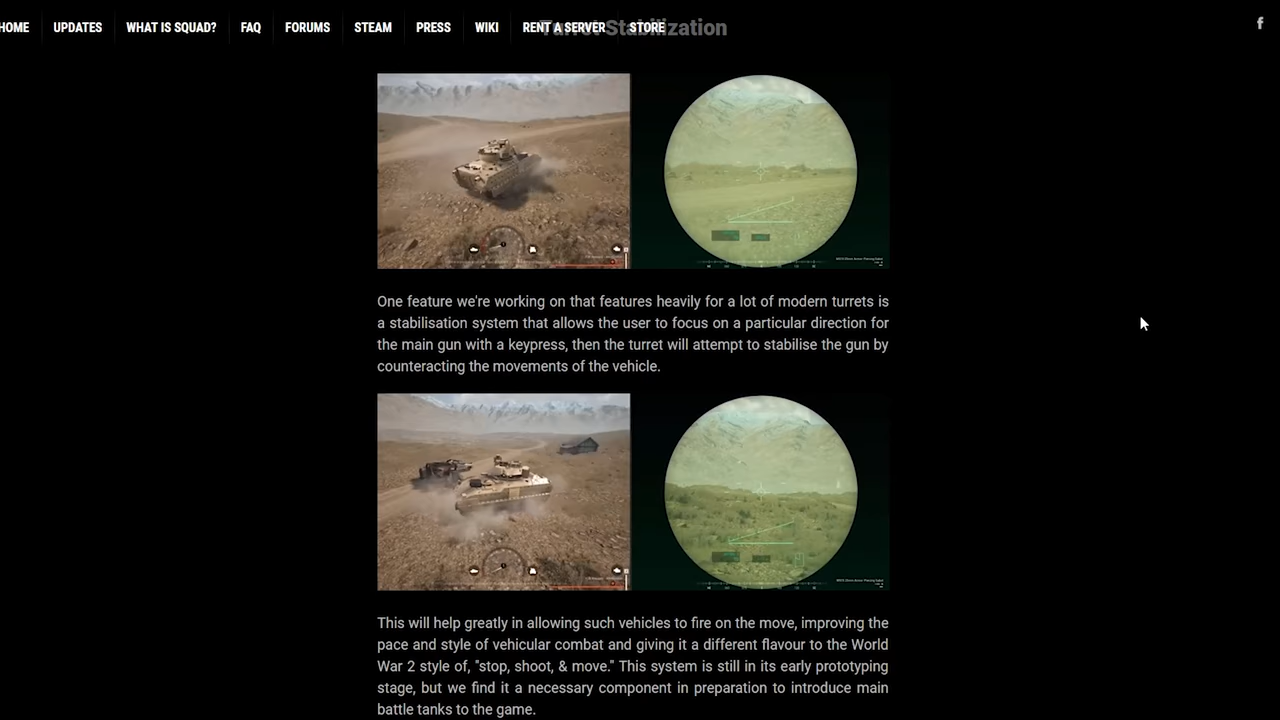 HOME UPDATES WHAT IS SQUAD? FAQ FORUMS STEAM PRESS WIKI RENT A SERVER STORE
Turret Stabilization
One feature we're working on that features heavily for a lot of modern turrets is
a stabilisation system that allows the user to focus on a particular direction for
the main gun with a keypress, then the turret will attempt to stabilise the gun by
counteracting the movements of the vehicle.
This will help greatly in allowing such vehicles to fire on the move, improving the
pace and style of vehicular combat and giving it a different flavour to the World
War 2 style of, "stop, shoot, & move." This system is still in its early prototyping
stage, but we find it a necessary component in preparation to introduce main
battle tanks to the game.